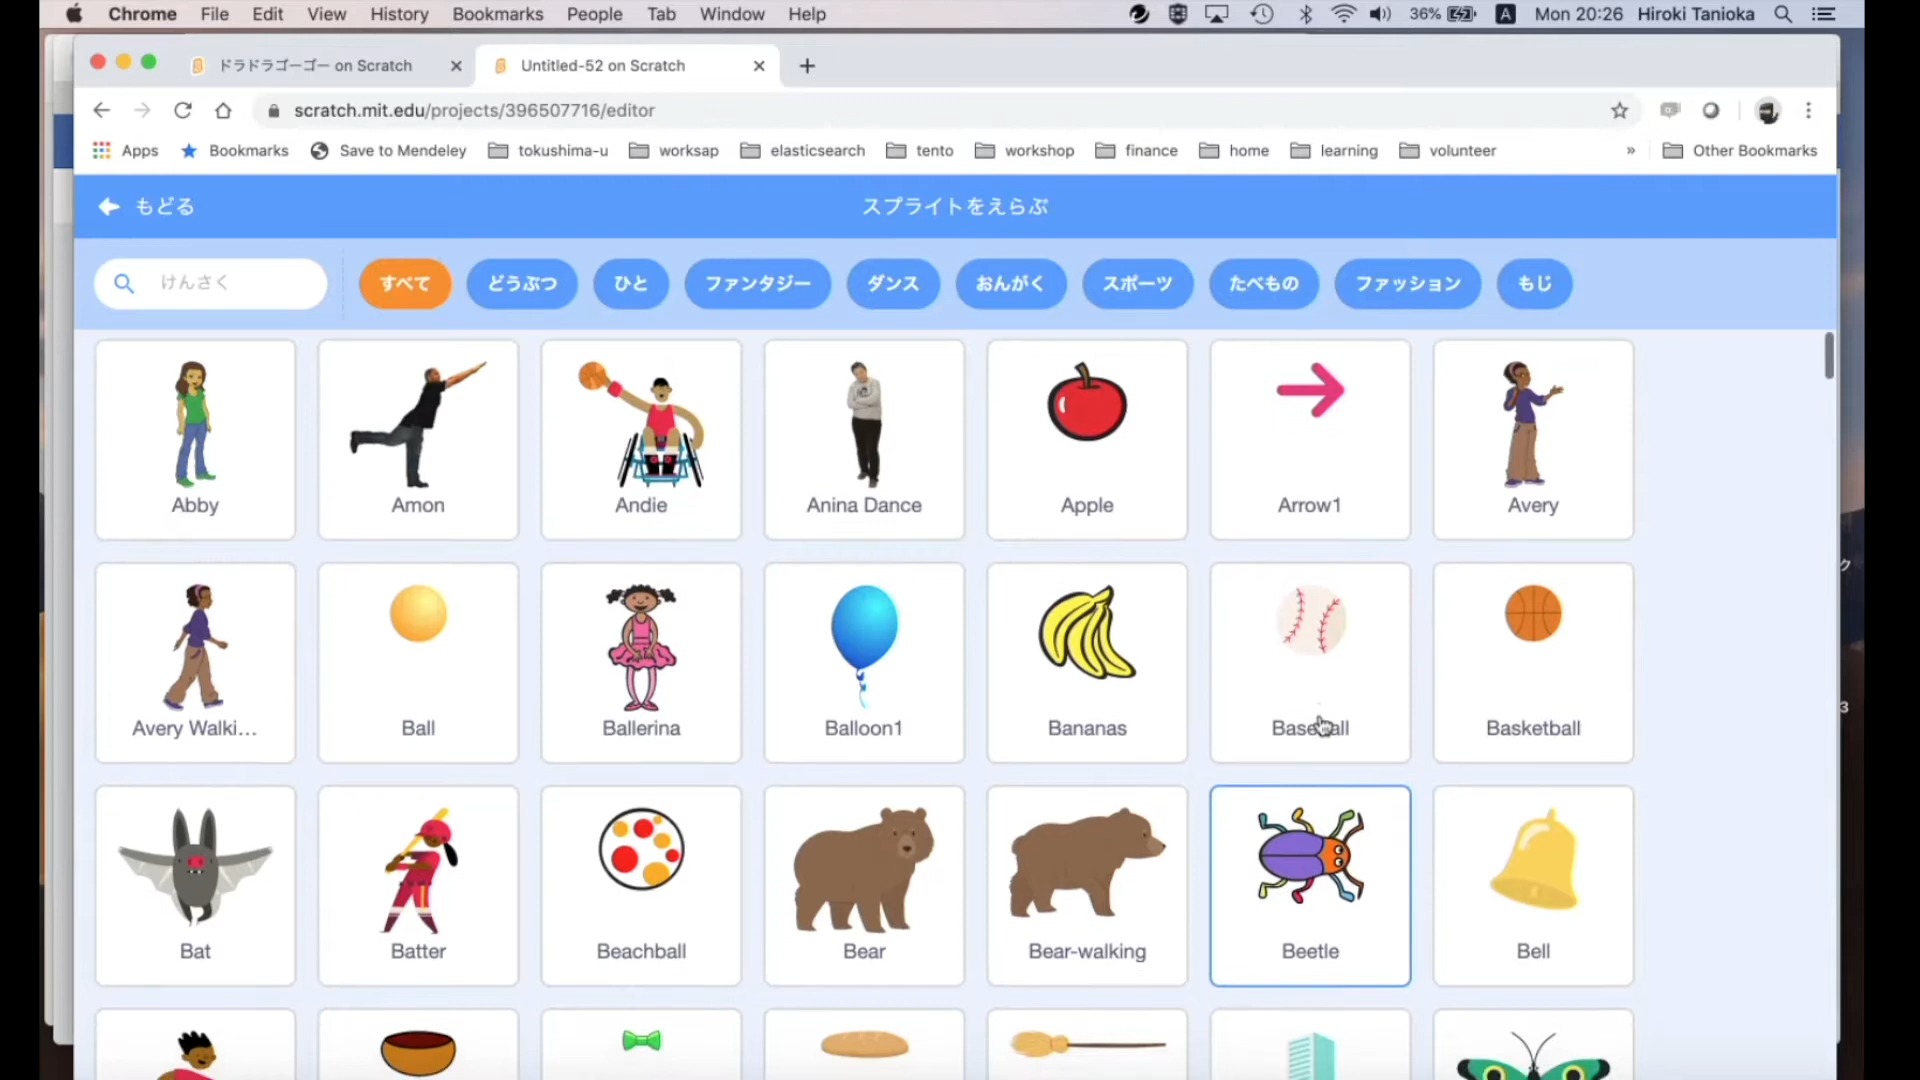 Chrome File Edit View History Bookmarks People Tab Window Help 36% A Mon 20:26 Hiroki Tanioka
ドラドラゴーゴー on Scratch Untitled-52 on Scratch
scratch.mit.edu/projects/396507716/editor
Apps Bookmarks Save to Mendeley tokushima-u worksap elasticsearch tento workshop finance home learning volunteer » Other Bookmarks
もどる スプライトをえらぶ
けんさく すべて どうぶつ ひと ファンタジー ダンス おんがく スポーツ たべもの ファッション もじ
Abby Amon Andie Anina Dance Apple Arrow1 Avery
Avery Walki... Ball Ballerina Balloon1 Bananas Baseball Basketball
Bat Batter Beachball Bear Bear-walking Beetle Bell